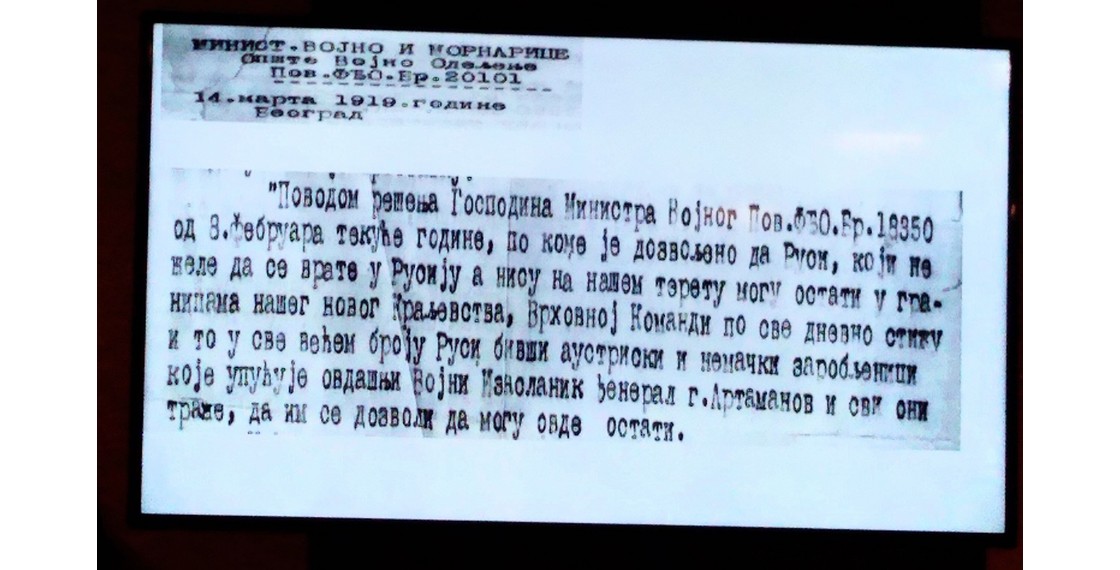 МИНИСТ.ВОЈНО И МОРНАРИЦЕ
Опште Војно Одељење
Пов.ФЂО.Бр.20101
14.марта 1919.године
Београд
"Поводом решења Господина Министра Војног Пов.ФЂО.Бр.18350
од 8.фебруара текуће године, по коме је дозвољено да Руси, који не
желе да се врате у Русију а нису на нашем терету могу остати у гра-
ницама нашег новог Краљевства, Врховној Команди по све дневно стижу
и то у све већем броју Руси бивши аустриски и немачки заробљеници
које упућује овдашњи Војни Изасланик ђенерал г.Артаманов и сви они
траже, да им се дозволи да могу овде остати.